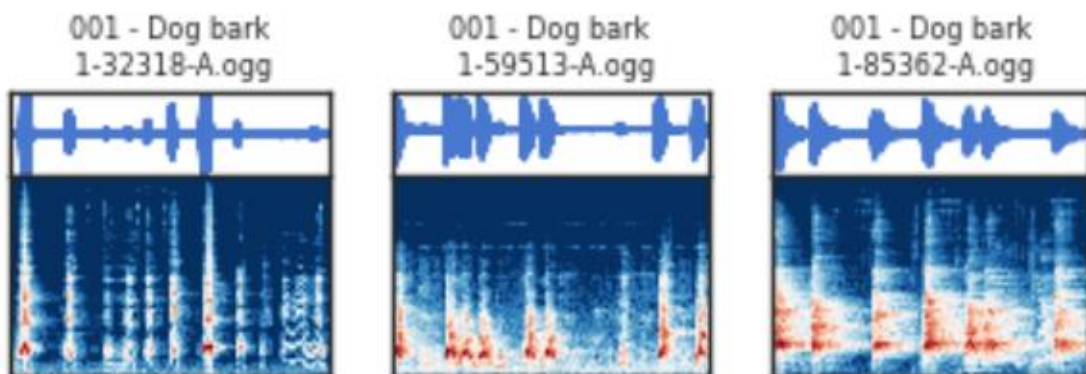 001 - Dog bark
1-32318-A.ogg
001 - Dog bark
1-59513-A.ogg
001 - Dog bark
1-85362-A.ogg